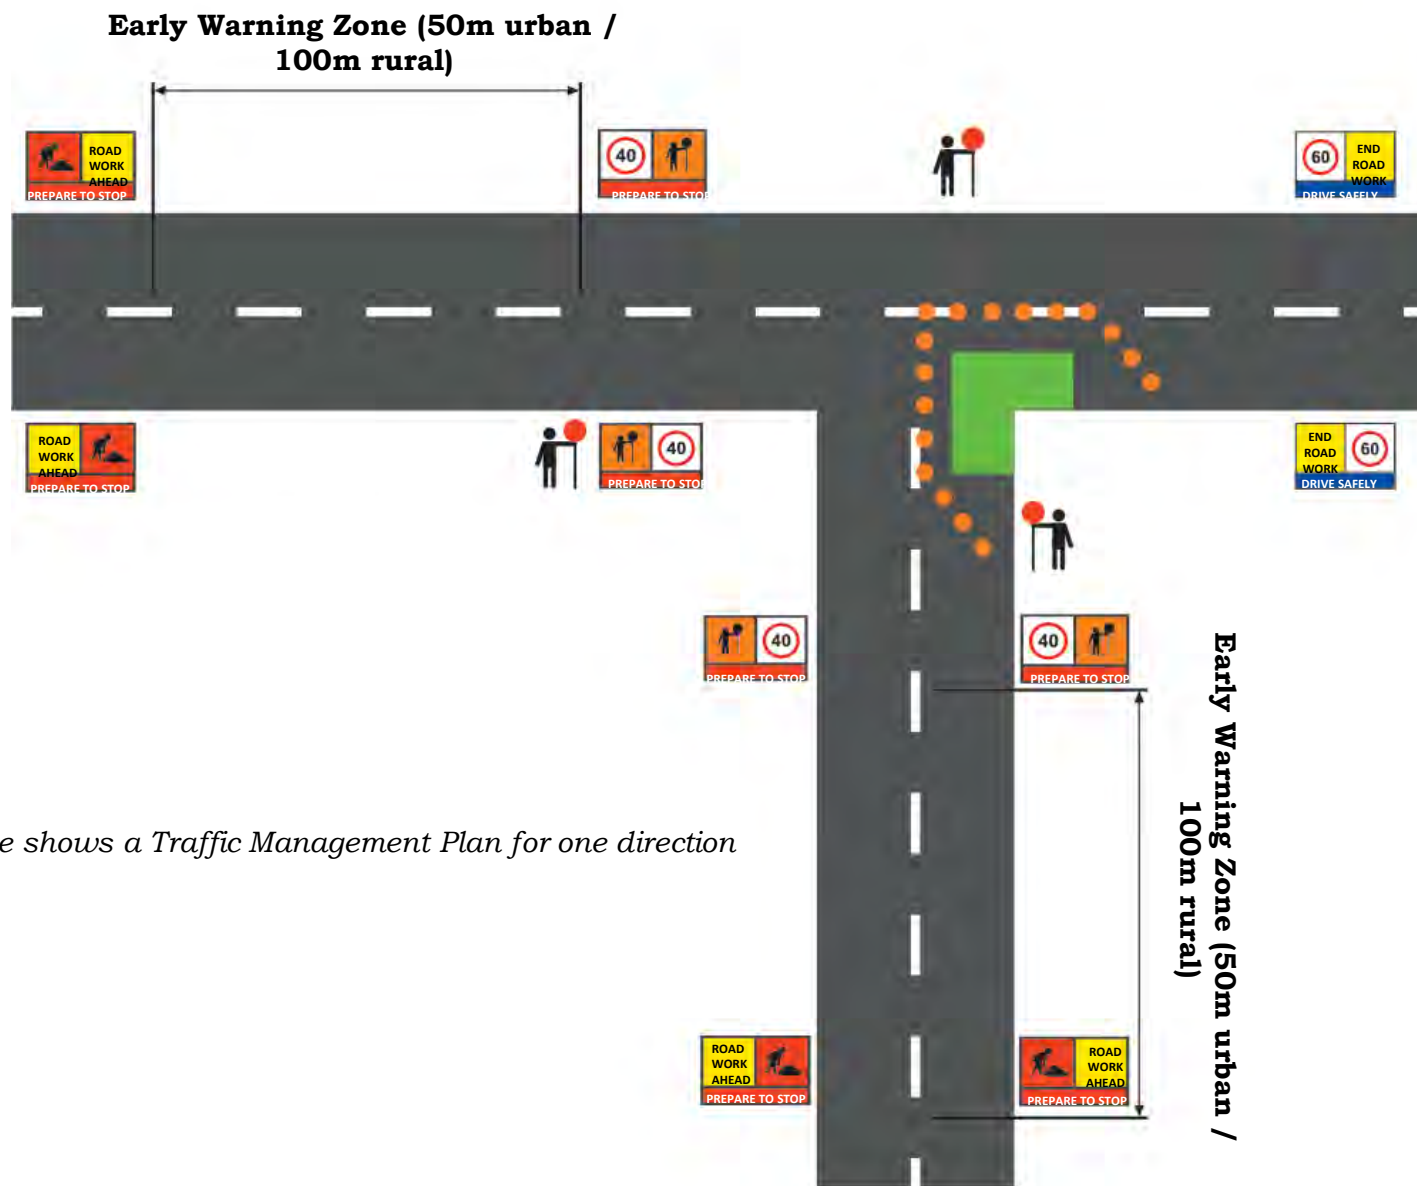 Early Warning Zone (50m urban /
100m rural)
ROAD
WORK
AHEAD
PREPARE TO STOP
40
PREPARE TO STOP
60
END
ROAD
WORK
DRIVE SAFELY
ROAD
WORK
AHEAD
PREPARE TO STOP
40
PREPARE TO STOP
END
ROAD
WORK
60
DRIVE SAFELY
40
PREPARE TO STOP
40
PREPARE TO STOP
Early Warning Zone (50m urban /
100m rural)
e shows a Traffic Management Plan for one direction
ROAD
WORK
AHEAD
PREPARE TO STOP
ROAD
WORK
AHEAD
PREPARE TO STOP